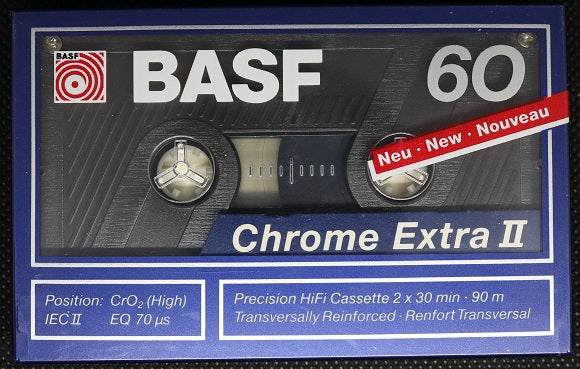 BASF
BASF
60
Neu · New · Nouveau
Chrome Extra II
Position: CrO₂ (High)
IEC II EQ 70 µs
Precision HiFi Cassette 2 x 30 min · 90 m
Transversally Reinforced · Renfort Transversal